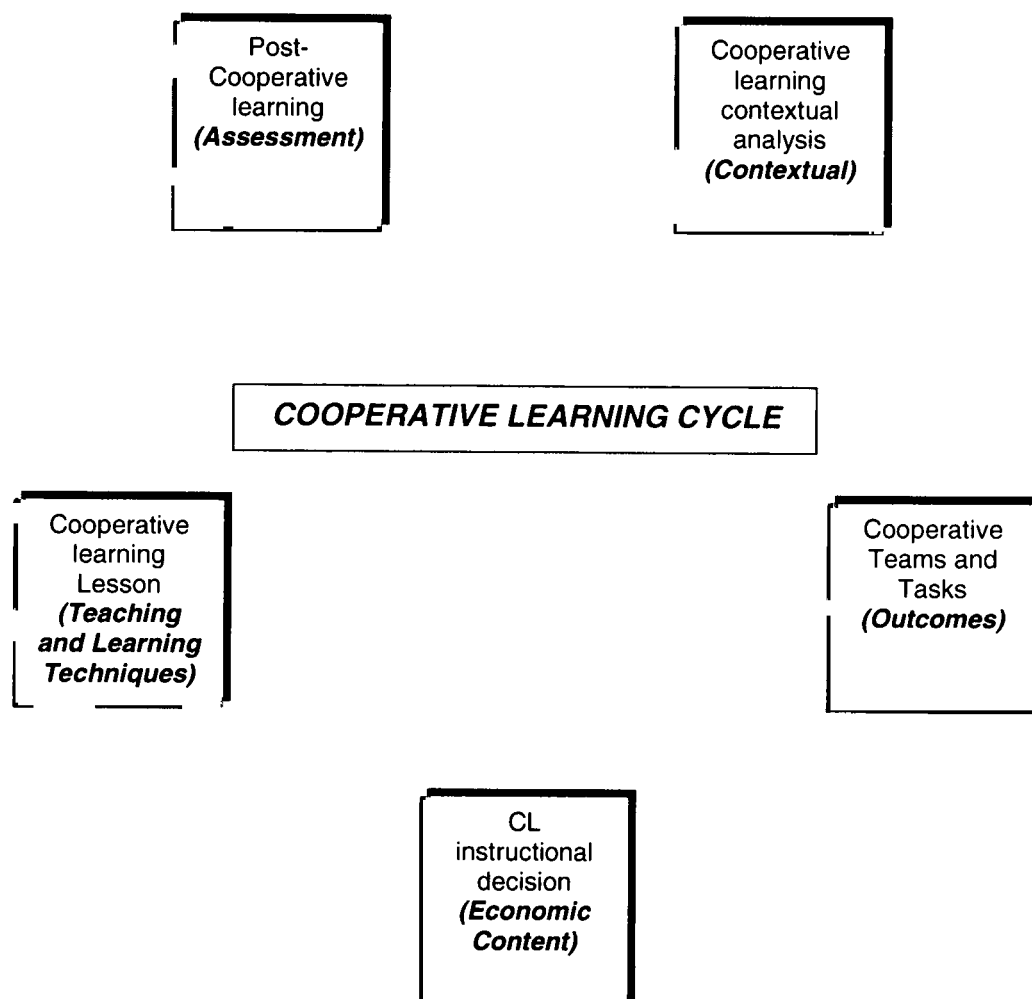 Post-
Cooperative
learning
(Assessment)
Cooperative
learning
contextual
analysis
(Contextual)
COOPERATIVE LEARNING CYCLE
Cooperative
learning
Lesson
(Teaching
and Learning
Techniques)
Cooperative
Teams and
Tasks
(Outcomes)
CL
instructional
decision
(Economic
Content)